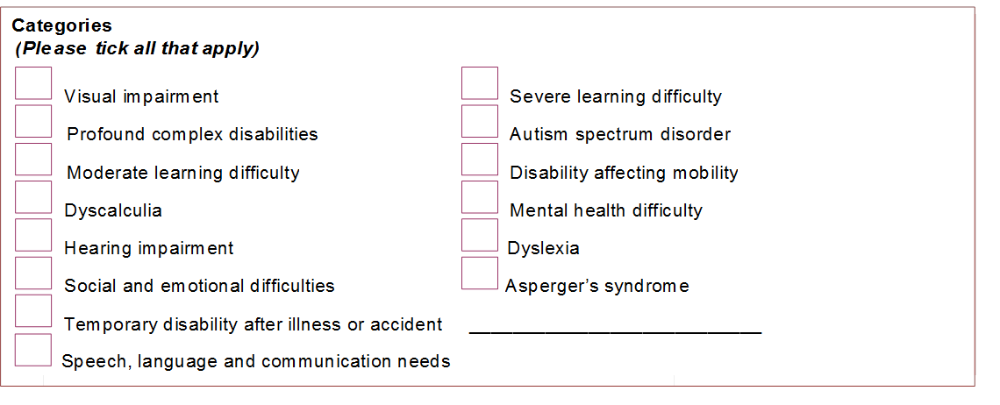 Categories
(Please tick all that apply)
Visual impairment
Profound complex disabilities
Moderate learning difficulty
Dyscalculia
Hearing impairment
Social and emotional difficulties
Temporary disability after illness or accident
Speech, language and communication needs
Severe learning difficulty
Autism spectrum disorder
Disability affecting mobility
Mental health difficulty
Dyslexia
Asperger’s syndrome